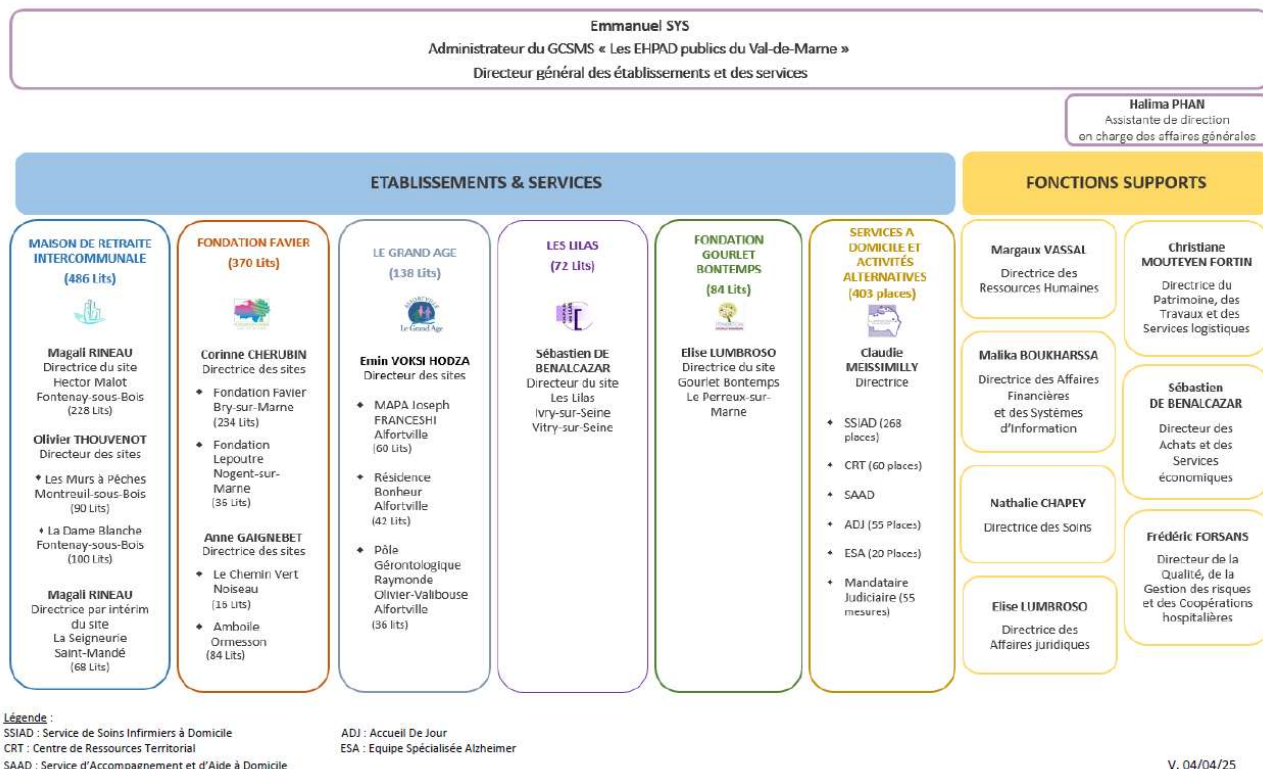 Emmanuel SYS
Administrateur du GCSMS « Les EHPAD publics du Val-de-Marne »
Directeur général des établissements et des services
Halima PHAN
Assistante de direction
en charge des affaires générales
ETABLISSEMENTS & SERVICES
FONCTIONS SUPPORTS
MAISON DE RETRAITE
INTERCOMMUNALE
(486 Lits)
Magali RINEAU
Directrice du site
Hector Malot
Fontenay-sous-Bois
(228 Lits)
Olivier THOUVENOT
Directeur des sites
◆ Les Murs à Pêches
Montreuil-sous-Bois
(90 Lits)
◆ La Dame Blanche
Fontenay-sous-Bois
(100 Lits)
Magali RINEAU
Directrice par intérim
du site
La Seigneurie
Saint-Mandé
(68 Lits)
FONDATION FAVIER
(370 Lits)
Corinne CHERUBIN
Directrice des sites
◆ Fondation Favier
Bry-sur-Marne
(234 Lits)
◆ Fondation
Lepoutre
Nogent-sur-
Marne
(36 Lits)
Anne GAIGNEBET
Directrice des sites
◆ Le Chemin Vert
Noiseau
(16 Lits)
◆ Amboile
Ormesson
(84 Lits)
LE GRAND AGE
(138 Lits)
Le Grand Age
Emin VOKSI HODZA
Directeur des sites
◆ MAPA Joseph
FRANCESHI
Alfortville
(60 Lits)
◆ Résidence
Bonheur
Alfortville
(42 Lits)
◆ Pôle
Gérontologique
Raymonde
Olivier-Valibouse
Alfortville
(36 lits)
LES LILAS
(72 Lits)
Sébastien DE
BENALCAZAR
Directeur du site
Les Lilas
Ivry-sur-Seine
Vitry-sur-Seine
FONDATION
GOURLET
BONTEMPS
(84 Lits)
Elise LUMBROSO
Directrice du site
Gourlet Bontemps
Le Perreux-sur-
Marne
SERVICES A
DOMICILE ET
ACTIVITÉS
ALTERNATIVES
(403 places)
Claudie
MEISSIMILLY
Directrice
◆ SSIAD (268
places)
◆ CRT (60 places)
◆ SAAD
◆ ADJ (55 Places)
◆ ESA (20 Places)
◆ Mandataire
Judiciaire (55
mesures)
Margaux VASSAL
Directrice des
Ressources Humaines
Malika BOUKHARSSA
Directrice des Affaires
Financières
et des Systèmes
d'Information
Nathalie CHAPEY
Directrice des Soins
Elise LUMBROSO
Directrice des
Affaires juridiques
Christiane
MOUTEYEN FORTIN
Directrice du
Patrimoine, des
Travaux et des
Services logistiques
Sébastien
DE BENALCAZAR
Directeur des
Achats et des
Services
économiques
Frédéric FORSANS
Directeur de la
Qualité, de la
Gestion des risques
et des Coopérations
hospitalières
Légende :
SSIAD : Service de Soins Infirmiers à Domicile
CRT : Centre de Ressources Territorial
SAAD : Service d'Accompagnement et d'Aide à Domicile
ADJ : Accueil De Jour
ESA : Equipe Spécialisée Alzheimer
V. 04/04/25